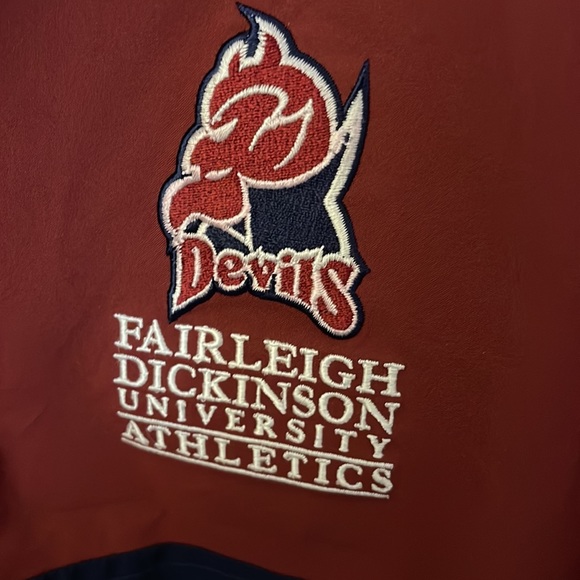 Devils
FAIRLEIGH
DICKINSON
UNIVERSITY
ATHLETICS